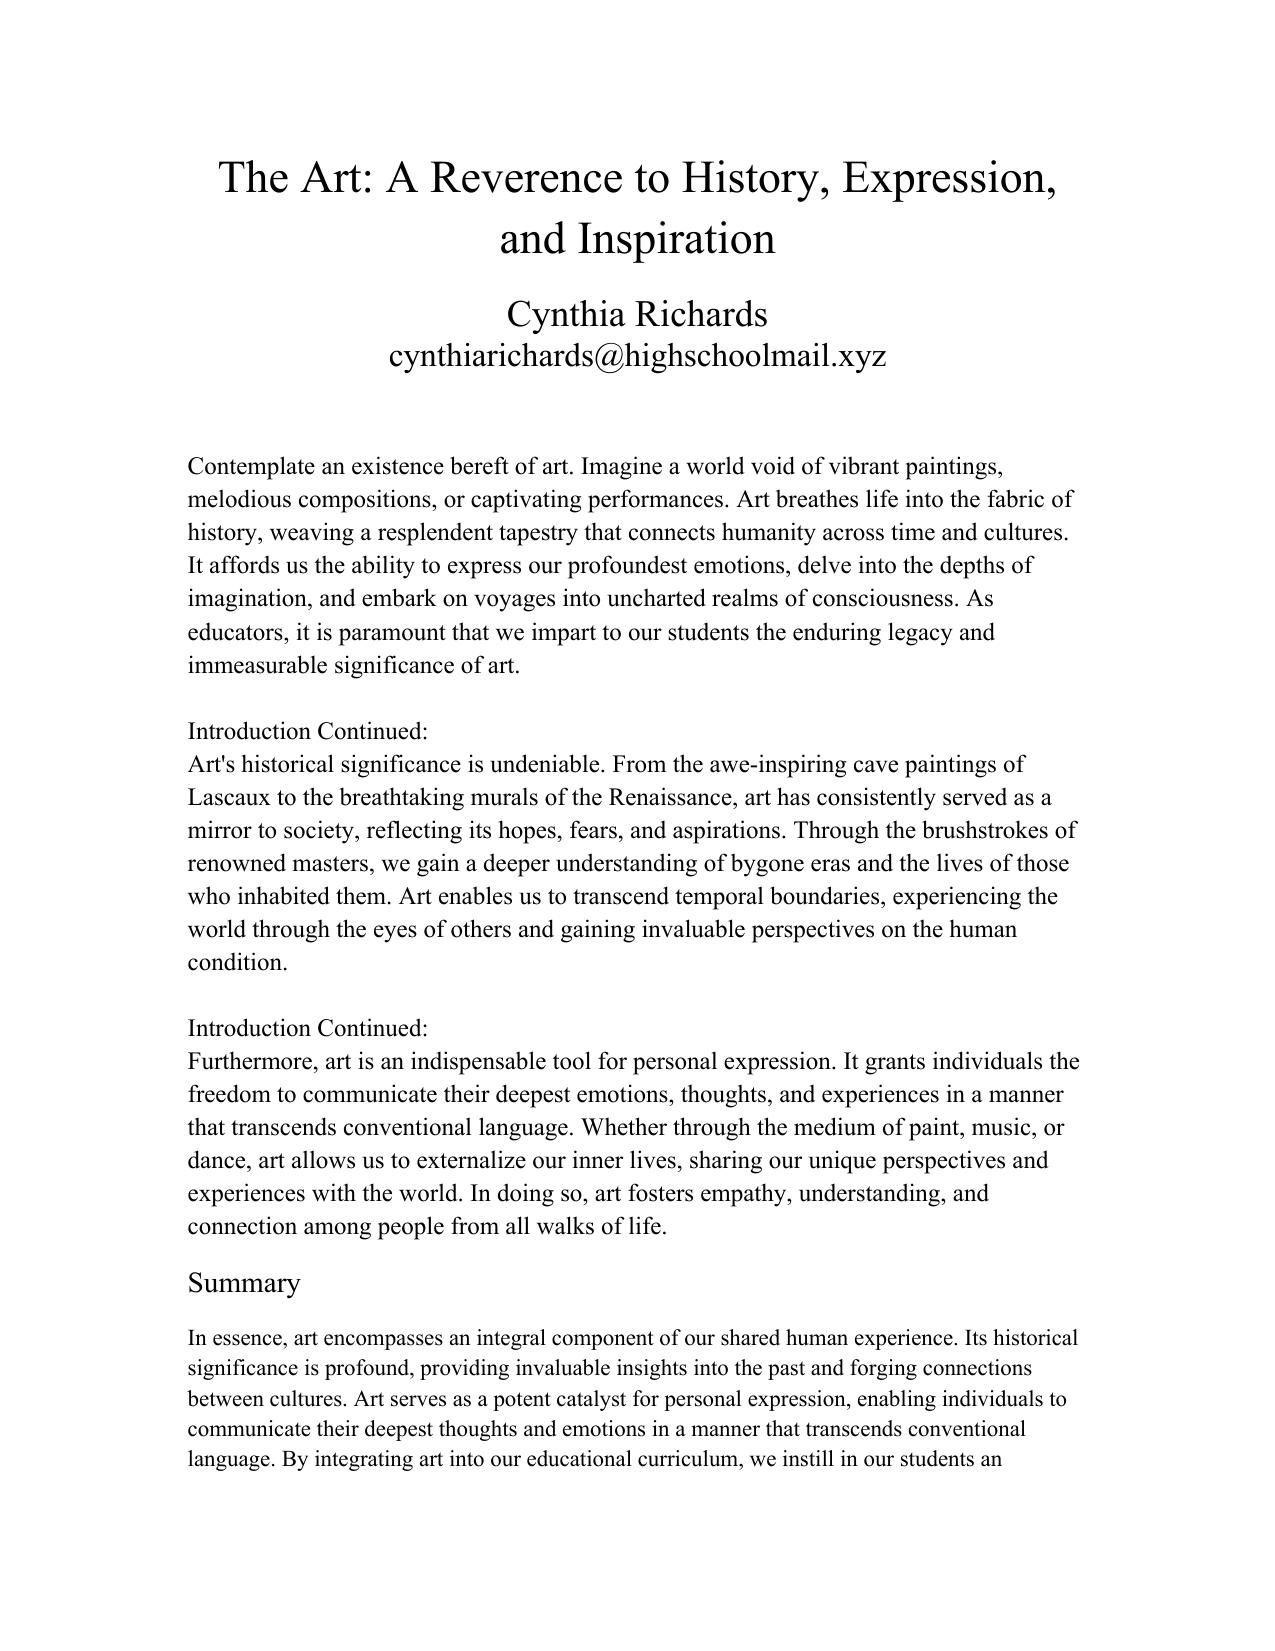 The Art: A Reverence to History, Expression,
and Inspiration
Cynthia Richards
cynthiarichards@highschoolmail.xyz
Contemplate an existence bereft of art. Imagine a world void of vibrant paintings,
melodious compositions, or captivating performances. Art breathes life into the fabric of
history, weaving a resplendent tapestry that connects humanity across time and cultures.
It affords us the ability to express our profoundest emotions, delve into the depths of
imagination, and embark on voyages into uncharted realms of consciousness. As
educators, it is paramount that we impart to our students the enduring legacy and
immeasurable significance of art.
Introduction Continued:
Art's historical significance is undeniable. From the awe-inspiring cave paintings of
Lascaux to the breathtaking murals of the Renaissance, art has consistently served as a
mirror to society, reflecting its hopes, fears, and aspirations. Through the brushstrokes of
renowned masters, we gain a deeper understanding of bygone eras and the lives of those
who inhabited them. Art enables us to transcend temporal boundaries, experiencing the
world through the eyes of others and gaining invaluable perspectives on the human
condition.
Introduction Continued:
Furthermore, art is an indispensable tool for personal expression. It grants individuals the
freedom to communicate their deepest emotions, thoughts, and experiences in a manner
that transcends conventional language. Whether through the medium of paint, music, or
dance, art allows us to externalize our inner lives, sharing our unique perspectives and
experiences with the world. In doing so, art fosters empathy, understanding, and
connection among people from all walks of life.
Summary
In essence, art encompasses an integral component of our shared human experience. Its historical
significance is profound, providing invaluable insights into the past and forging connections
between cultures. Art serves as a potent catalyst for personal expression, enabling individuals to
communicate their deepest thoughts and emotions in a manner that transcends conventional
language. By integrating art into our educational curriculum, we instill in our students an